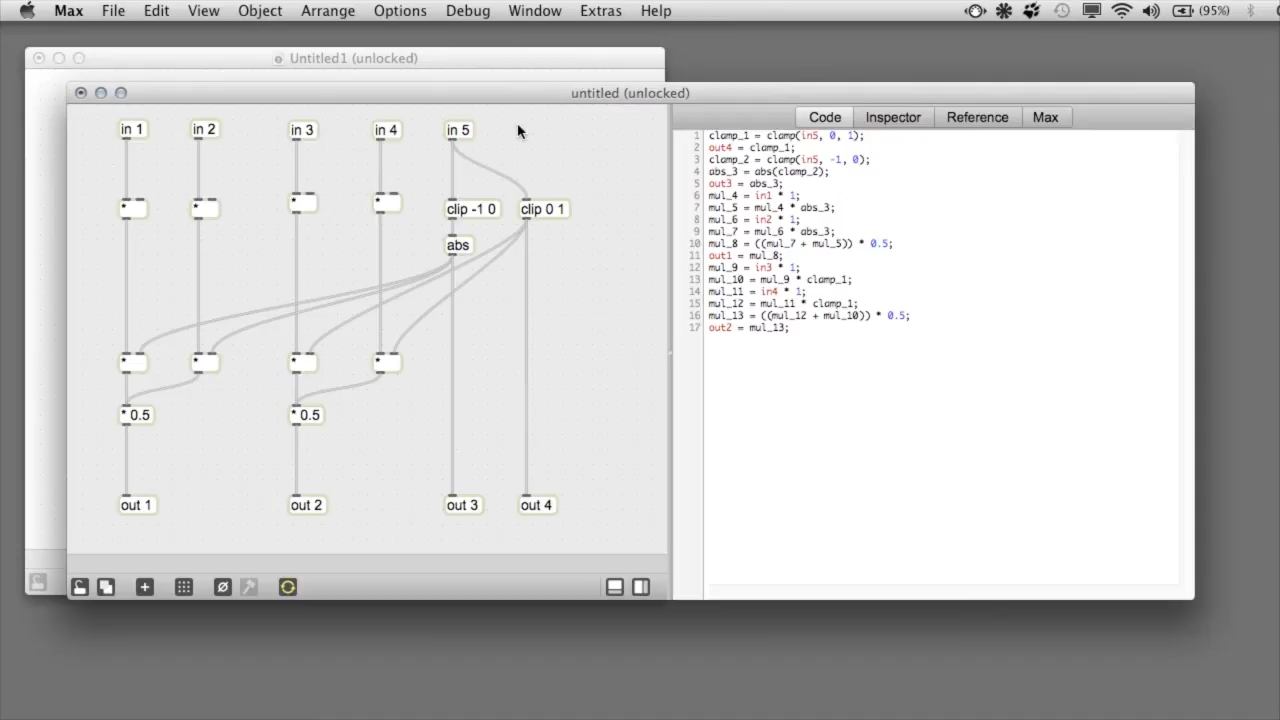 Max File Edit View Object Arrange Options Debug Window Extras Help (95%)
Untitled1 (unlocked)
untitled (unlocked)
in 1 in 2 in 3 in 4 in 5
* * * * clip -1 0 clip 0 1
abs
* * * *
* 0.5 * 0.5
out 1 out 2 out 3 out 4
Code Inspector Reference Max
1 clamp_1 = clamp(in5, 0, 1);
2 out4 = clamp_1;
3 clamp_2 = clamp(in5, -1, 0);
4 abs_3 = abs(clamp_2);
5 out3 = abs_3;
6 mul_4 = in1 * 1;
7 mul_5 = mul_4 * abs_3;
8 mul_6 = in2 * 1;
9 mul_7 = mul_6 * abs_3;
10 mul_8 = ((mul_7 + mul_5)) * 0.5;
11 out1 = mul_8;
12 mul_9 = in3 * 1;
13 mul_10 = mul_9 * clamp_1;
14 mul_11 = in4 * 1;
15 mul_12 = mul_11 * clamp_1;
16 mul_13 = ((mul_12 + mul_10)) * 0.5;
17 out2 = mul_13;